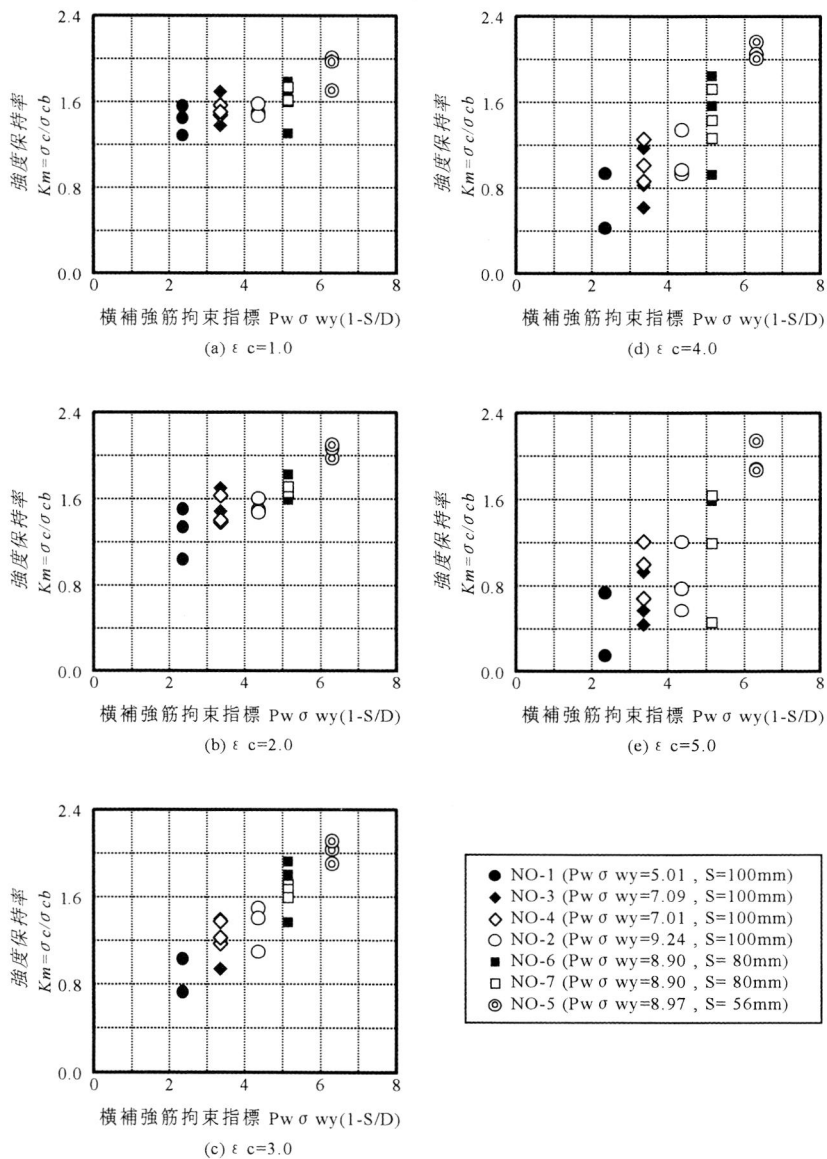 2.4
1.6
0.8
0.0
強度保持率
Km=σc/σcb
0 2 4 6 8
横補強筋拘束指標 Pwσwy(1-S/D)
(a) εc=1.0
2.4
1.6
0.8
0.0
強度保持率
Km=σc/σcb
0 2 4 6 8
横補強筋拘束指標 Pwσwy(1-S/D)
(d) εc=4.0
2.4
1.6
0.8
0.0
強度保持率
Km=σc/σcb
0 2 4 6 8
横補強筋拘束指標 Pwσwy(1-S/D)
(b) εc=2.0
2.4
1.6
0.8
0.0
強度保持率
Km=σc/σcb
0 2 4 6 8
横補強筋拘束指標 Pwσwy(1-S/D)
(e) εc=5.0
2.4
1.6
0.8
0.0
強度保持率
Km=σc/σcb
0 2 4 6 8
横補強筋拘束指標 Pwσwy(1-S/D)
(c) εc=3.0
NO-1 (Pwσwy=5.01 , S=100mm)
NO-3 (Pwσwy=7.09 , S=100mm)
NO-4 (Pwσwy=7.01 , S=100mm)
NO-2 (Pwσwy=9.24 , S=100mm)
NO-6 (Pwσwy=8.90 , S= 80mm)
NO-7 (Pwσwy=8.90 , S= 80mm)
NO-5 (Pwσwy=8.97 , S= 56mm)